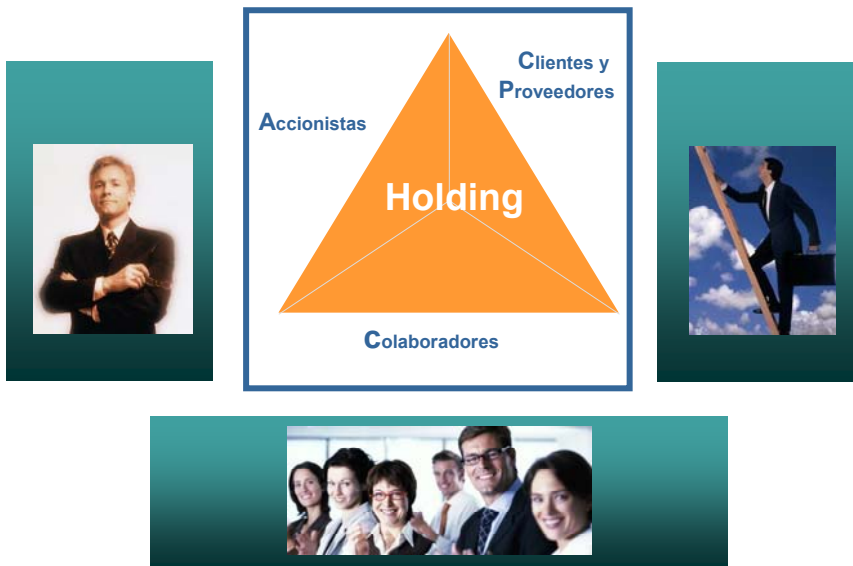 Clientes y
Proveedores
Accionistas
Holding
Colaboradores